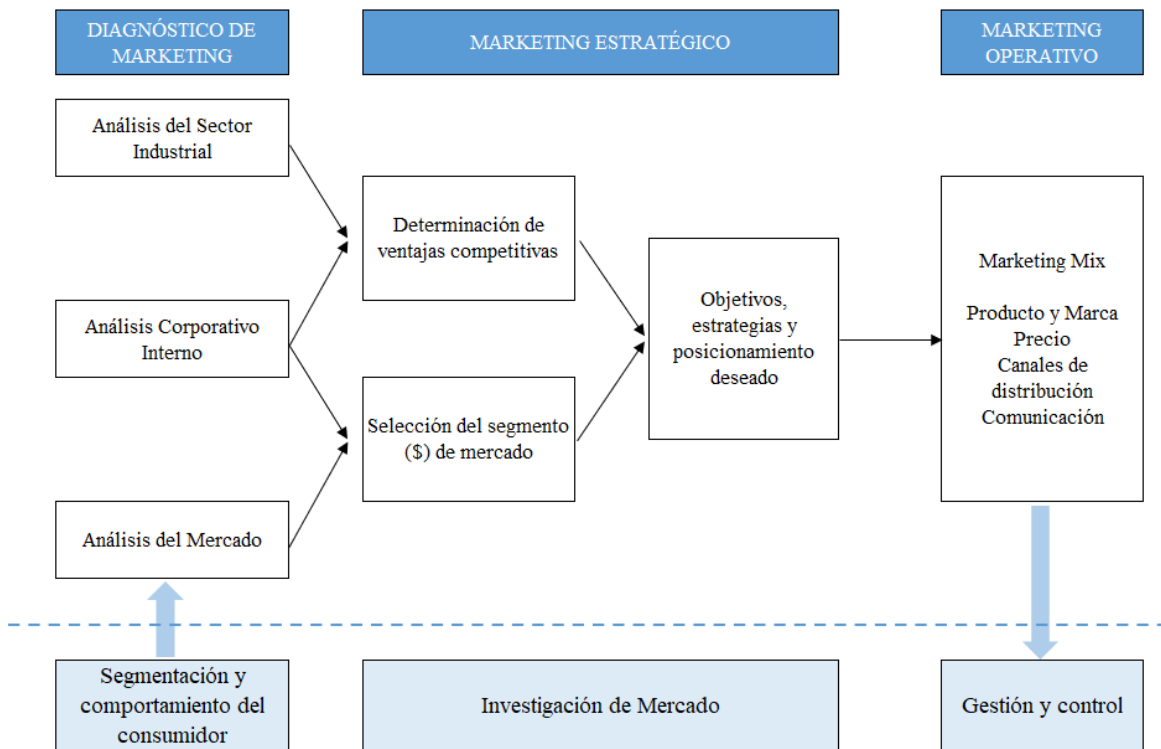 DIAGNÓSTICO DE
MARKETING
MARKETING ESTRATÉGICO
MARKETING
OPERATIVO
Análisis del Sector
Industrial
Determinación de
ventajas competitivas
Análisis Corporativo
Interno
Selección del segmento
($) de mercado
Análisis del Mercado
Objetivos,
estrategias y
posicionamiento
deseado
Marketing Mix
Producto y Marca
Precio
Canales de
distribución
Comunicación
Segmentación y
comportamiento del
consumidor
Investigación de Mercado
Gestión y control